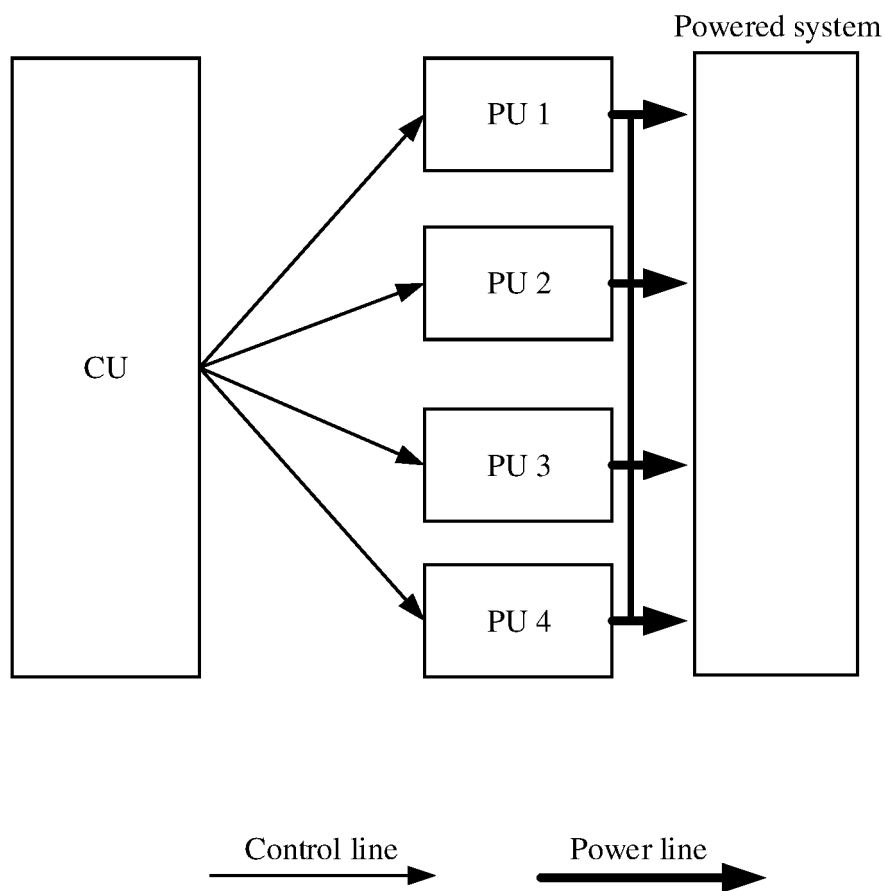 Powered system
PU 1
PU 2
CU
PU 3
PU 4
Control line
Power line